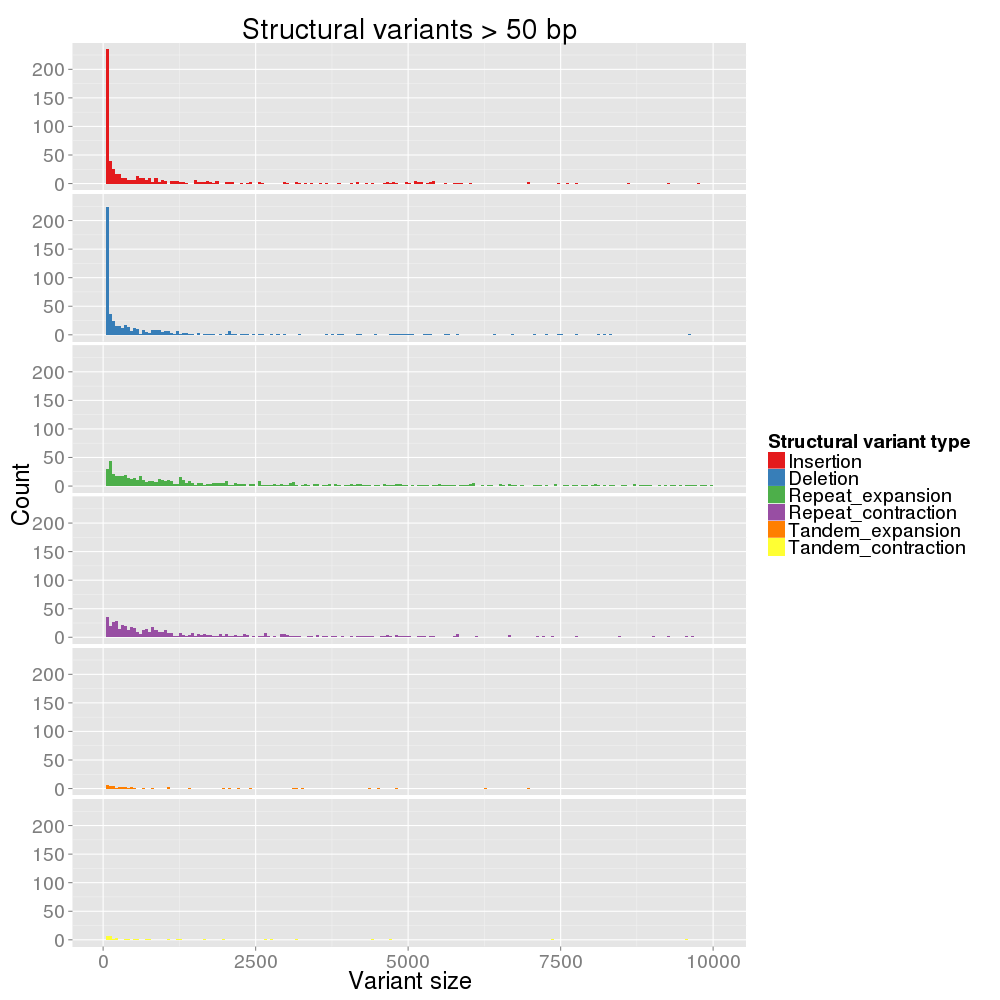 Structural variants > 50 bp
200
150
100
50
0
200
150
100
50
0
200
150
100
50
0
200
150
100
50
0
200
150
100
50
0
200
150
100
50
0
Count
0 2500 5000 7500 10000
Variant size
Structural variant type
Insertion
Deletion
Repeat_expansion
Repeat_contraction
Tandem_expansion
Tandem_contraction